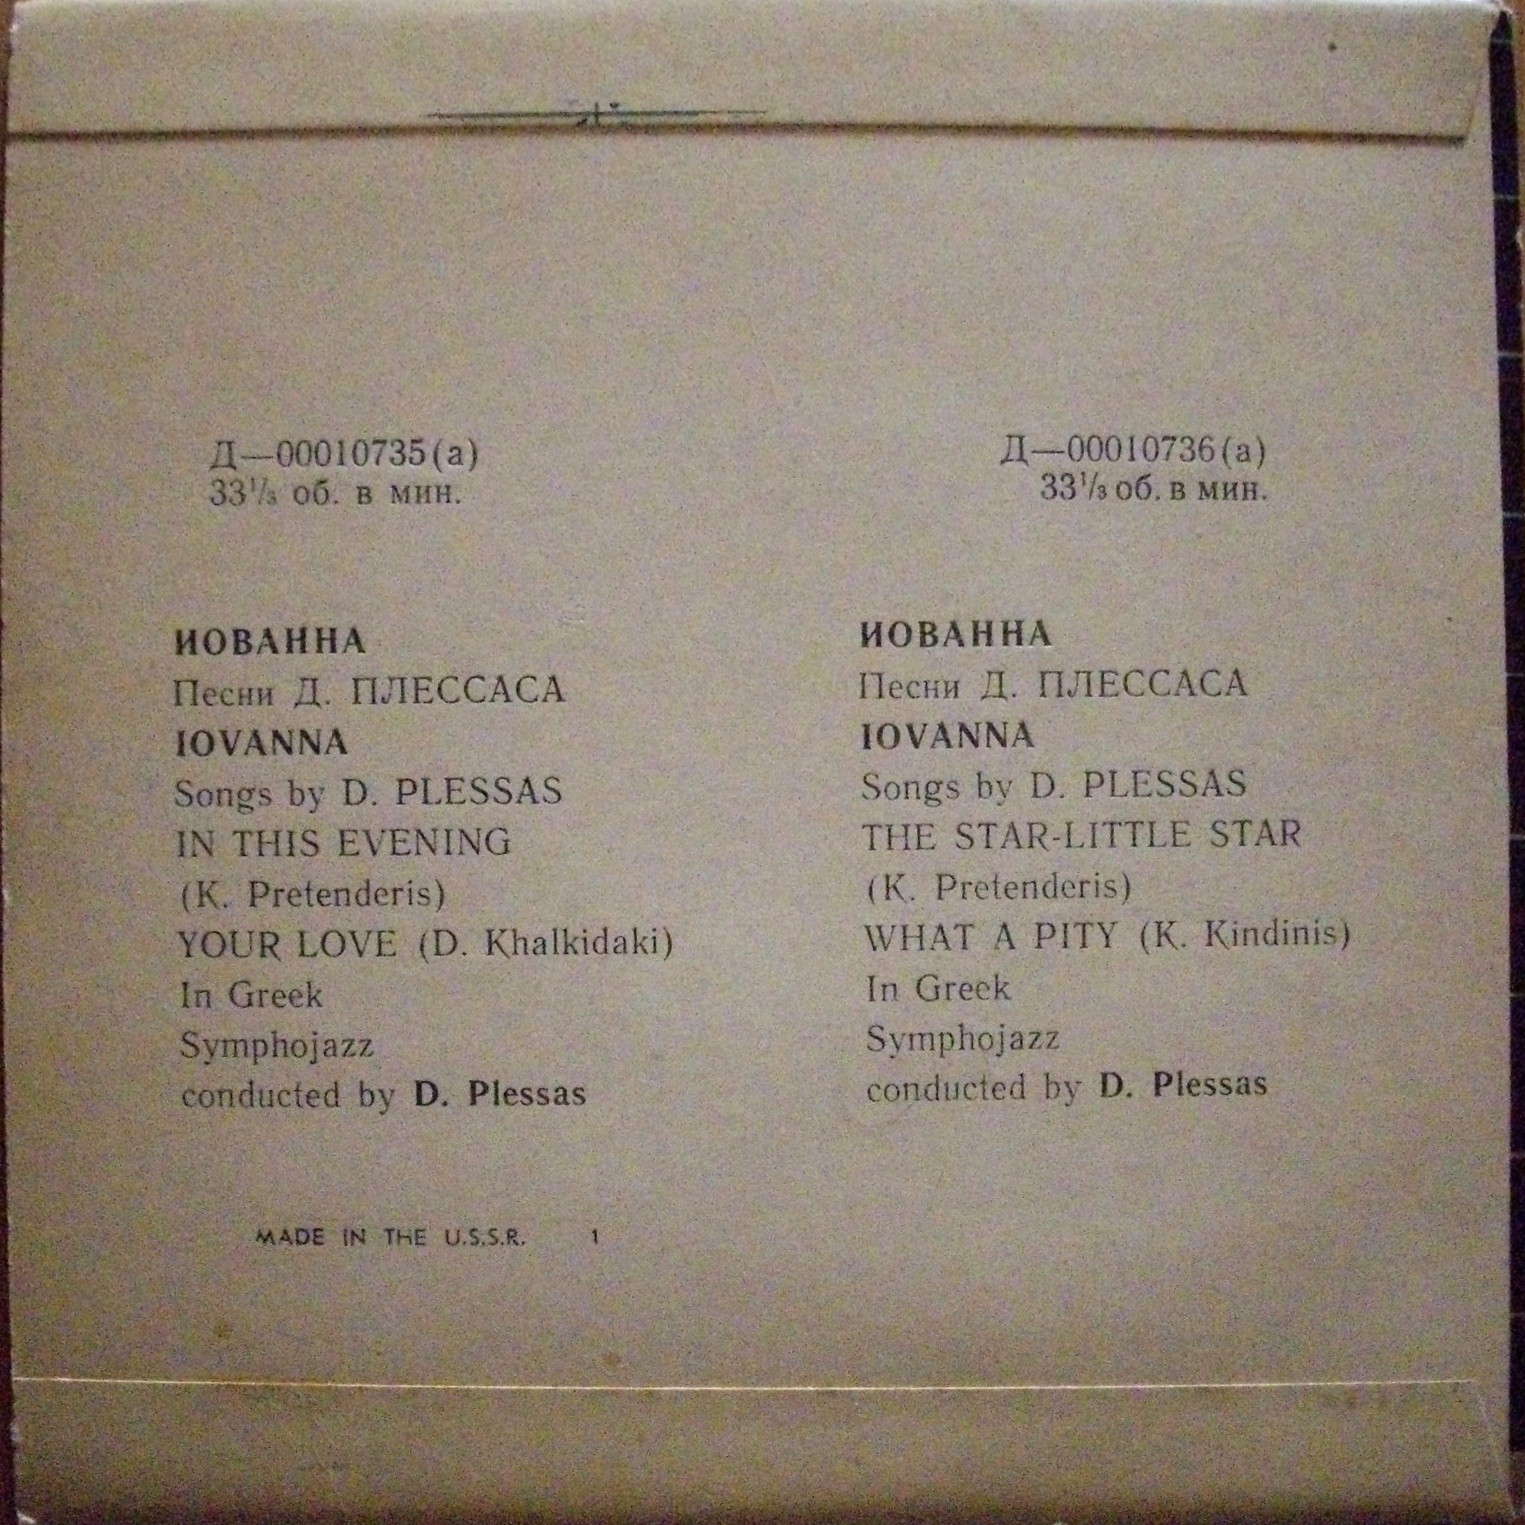 Д—00010735(а)
33⅓ об. в мин.
ИОВАННА
Песни Д. ПЛЕССАСА
IOVANNA
Songs by D. PLESSAS
IN THIS EVENING
(K. Pretenderis)
YOUR LOVE (D. Khalkidaki)
In Greek
Symphojazz
conducted by D. Plessas
MADE IN THE U.S.S.R. 1
Д—00010736(а)
33⅓ об. в мин.
ИОВАННА
Песни Д. ПЛЕССАСА
IOVANNA
Songs by D. PLESSAS
THE STAR-LITTLE STAR
(K. Pretenderis)
WHAT A PITY (K. Kindinis)
In Greek
Symphojazz
conducted by D. Plessas